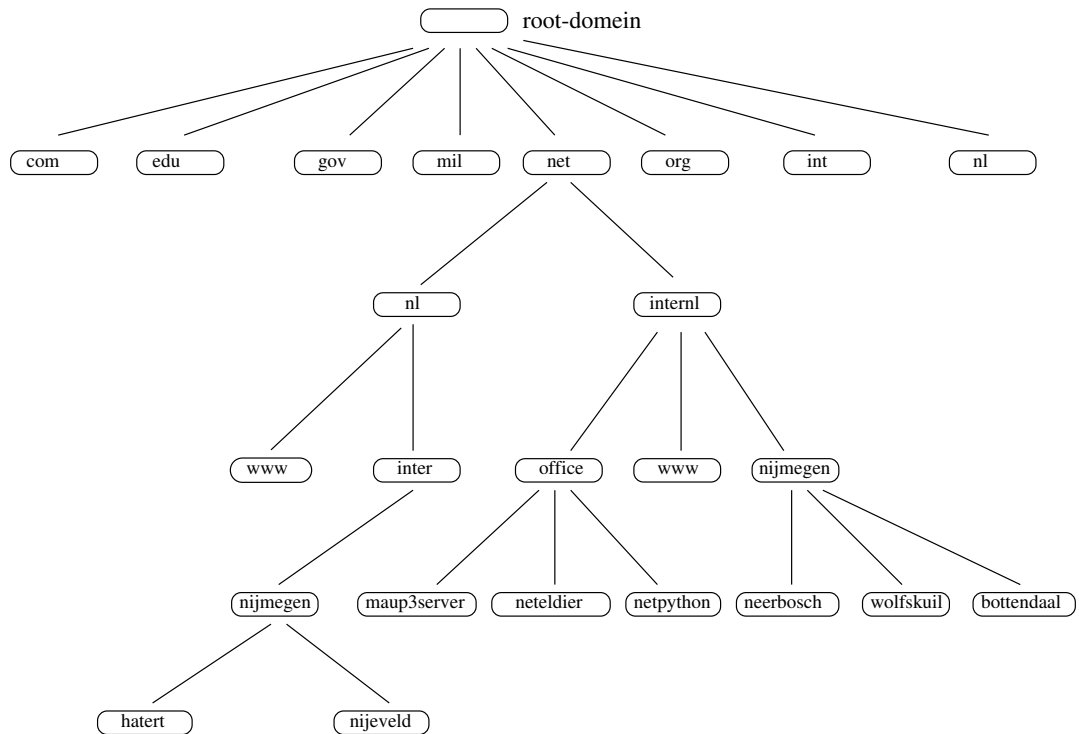 root-domein
com
edu
gov
mil
net
org
int
nl
nl
internl
www
inter
office
www
nijmegen
nijmegen
maup3server
neteldier
netpython
neerbosch
wolfskuil
bottendaal
hatert
nijeveld